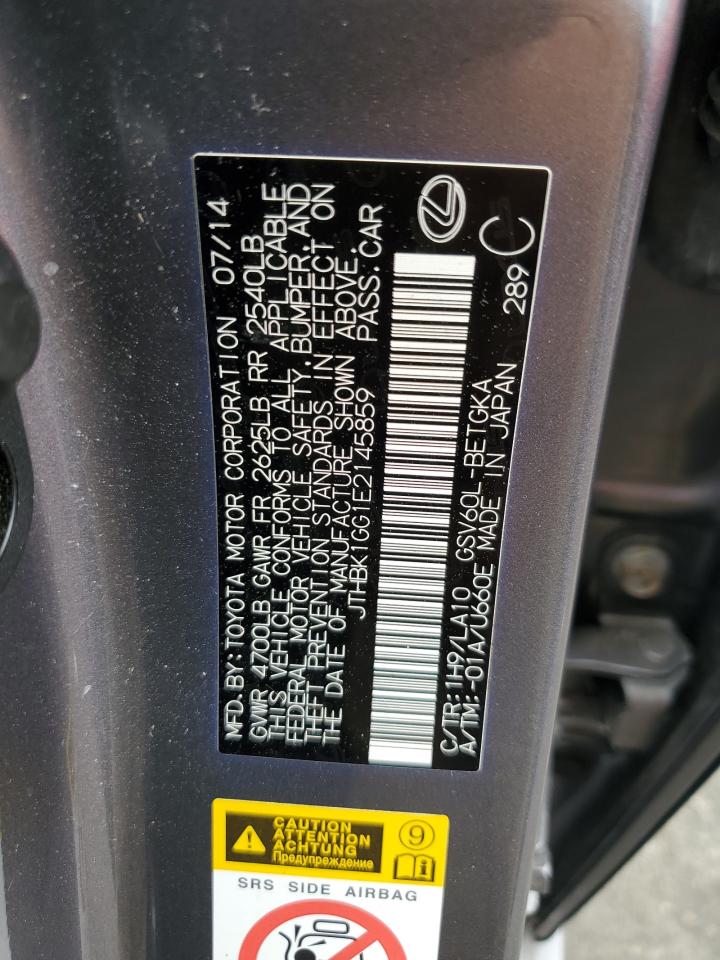 MFD.BY:TOYOTA MOTOR CORPORATION 07/14
GVWR 4700LB GAWR FR 2625LB RR 2540LB
THIS VEHICLE CONFORMS TO ALL APPLICABLE
FEDERAL MOTOR VEHICLE SAFETY, BUMPER, AND
THEFT PREVENTION STANDARDS IN EFFECT ON
THE DATE OF MANUFACTURE SHOWN ABOVE.
JTHBK1GG1E2145859 PASS.CAR
C/TR: 1H9/LA10 GSV60L-BETGKA 289 C
A/TM:-01A/U660E MADE IN JAPAN
CAUTION
ATTENTION
ACHTUNG
Предупреждение
9
i
SRS SIDE AIRBAG